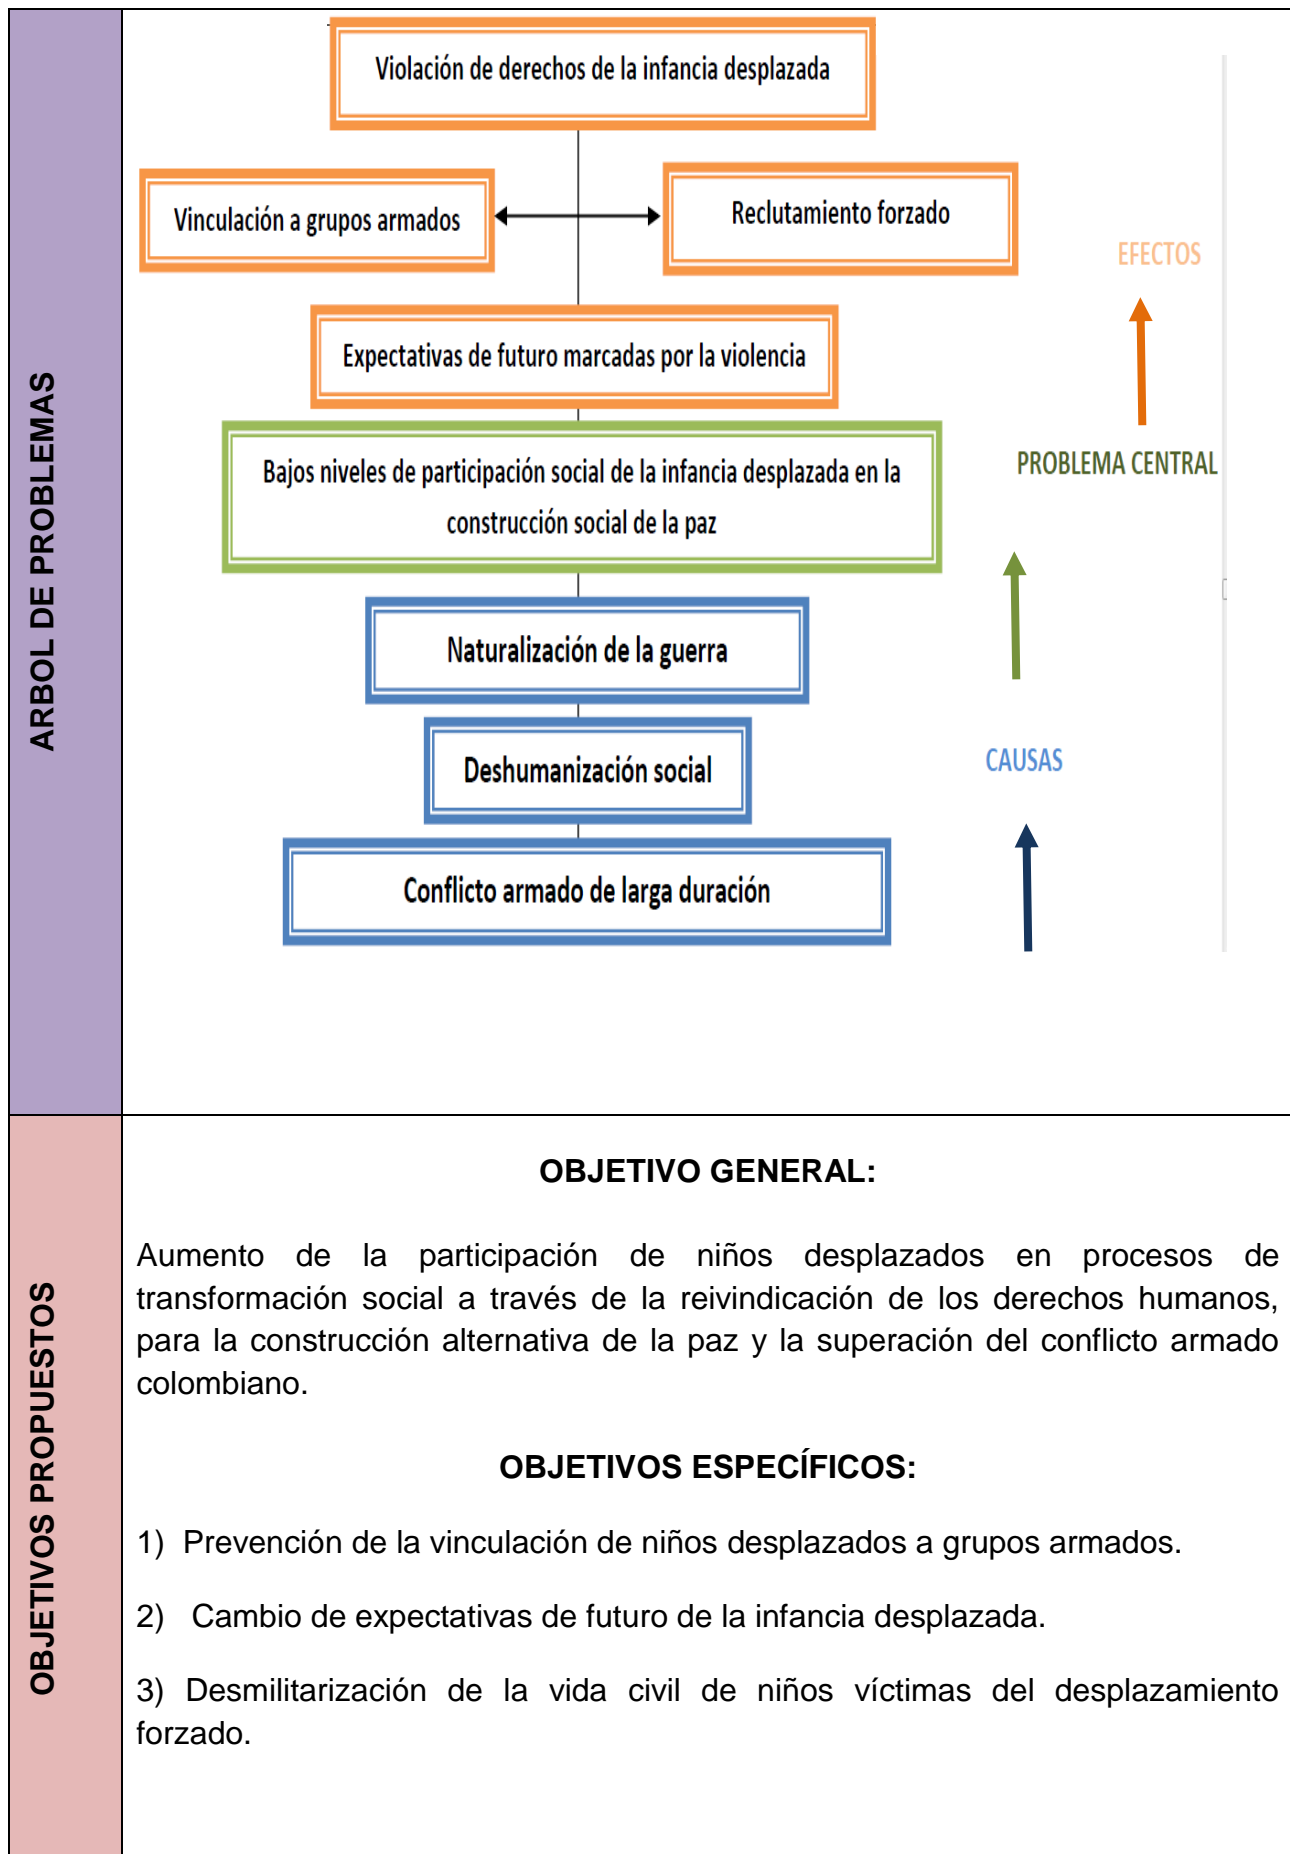 ARBOL DE PROBLEMAS
Violación de derechos de la infancia desplazada
Vinculación a grupos armados
Reclutamiento forzado
EFECTOS
Expectativas de futuro marcadas por la violencia
Bajos niveles de participación social de la infancia desplazada en la
construcción social de la paz
PROBLEMA CENTRAL
Naturalización de la guerra
Deshumanización social
CAUSAS
Conflicto armado de larga duración
OBJETIVOS PROPUESTOS
OBJETIVO GENERAL:
Aumento de la participación de niños desplazados en procesos de
transformación social a través de la reivindicación de los derechos humanos,
para la construcción alternativa de la paz y la superación del conflicto armado
colombiano.
OBJETIVOS ESPECÍFICOS:
1) Prevención de la vinculación de niños desplazados a grupos armados.
2) Cambio de expectativas de futuro de la infancia desplazada.
3) Desmilitarización de la vida civil de niños víctimas del desplazamiento
forzado.